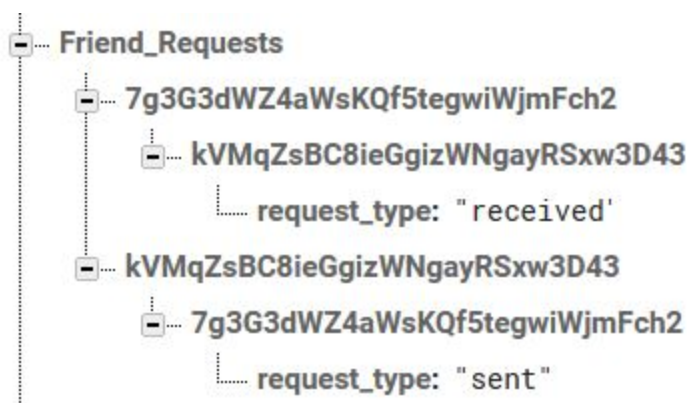 Friend_Requests
7g3G3dWZ4aWsKQf5tegwiWjmFch2
kVMqZsBC8ieGgizWNgayRSxw3D43
request_type: "received'
kVMqZsBC8ieGgizWNgayRSxw3D43
7g3G3dWZ4aWsKQf5tegwiWjmFch2
request_type: "sent"